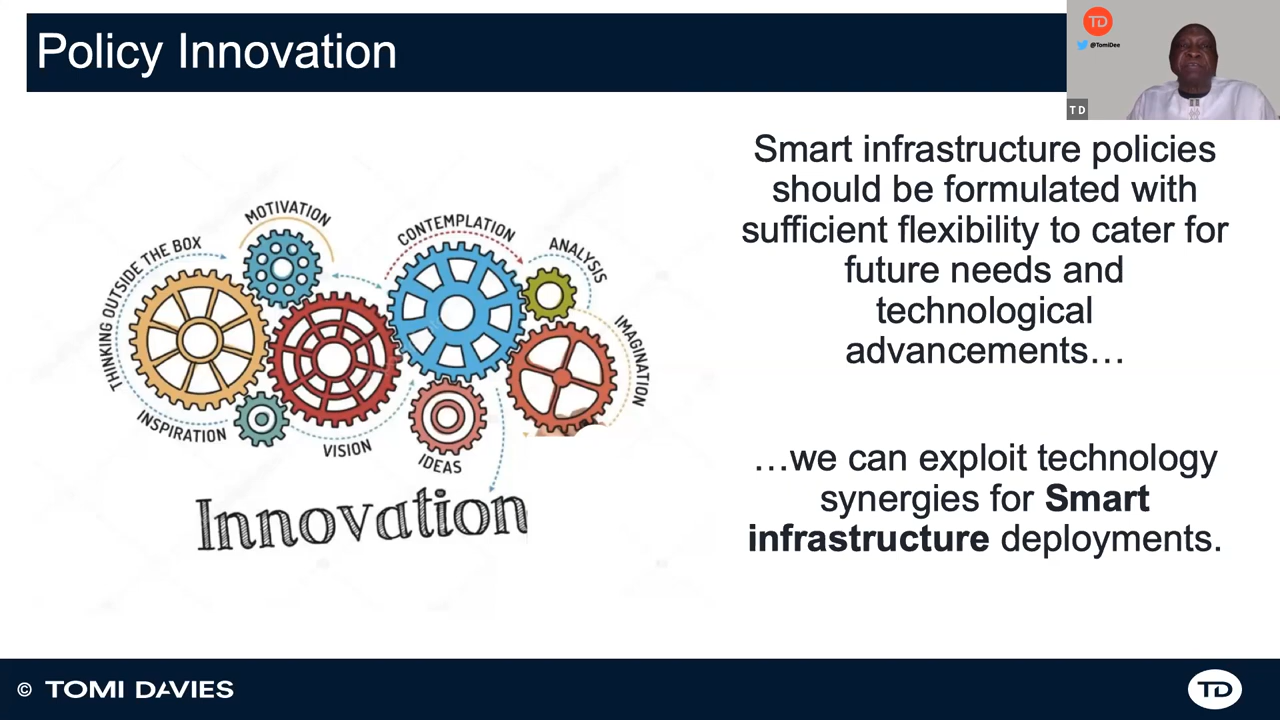 Policy Innovation
TD
@TomiDee
T D
Smart infrastructure policies
should be formulated with
sufficient flexibility to cater for
future needs and
technological
advancements…
…we can exploit technology
synergies for Smart
infrastructure deployments.
THINKING OUTSIDE THE BOX
MOTIVATION
CONTEMPLATION
ANALYSIS
IMAGINATION
INSPIRATION
VISION
IDEAS
Innovation
© TOMI DAVIES
TD